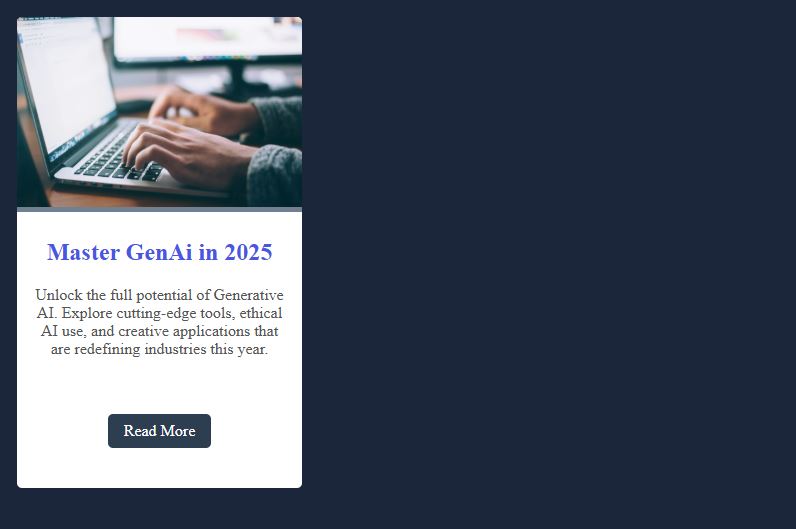 Master GenAi in 2025
Unlock the full potential of Generative
AI. Explore cutting-edge tools, ethical
AI use, and creative applications that
are redefining industries this year.
Read More